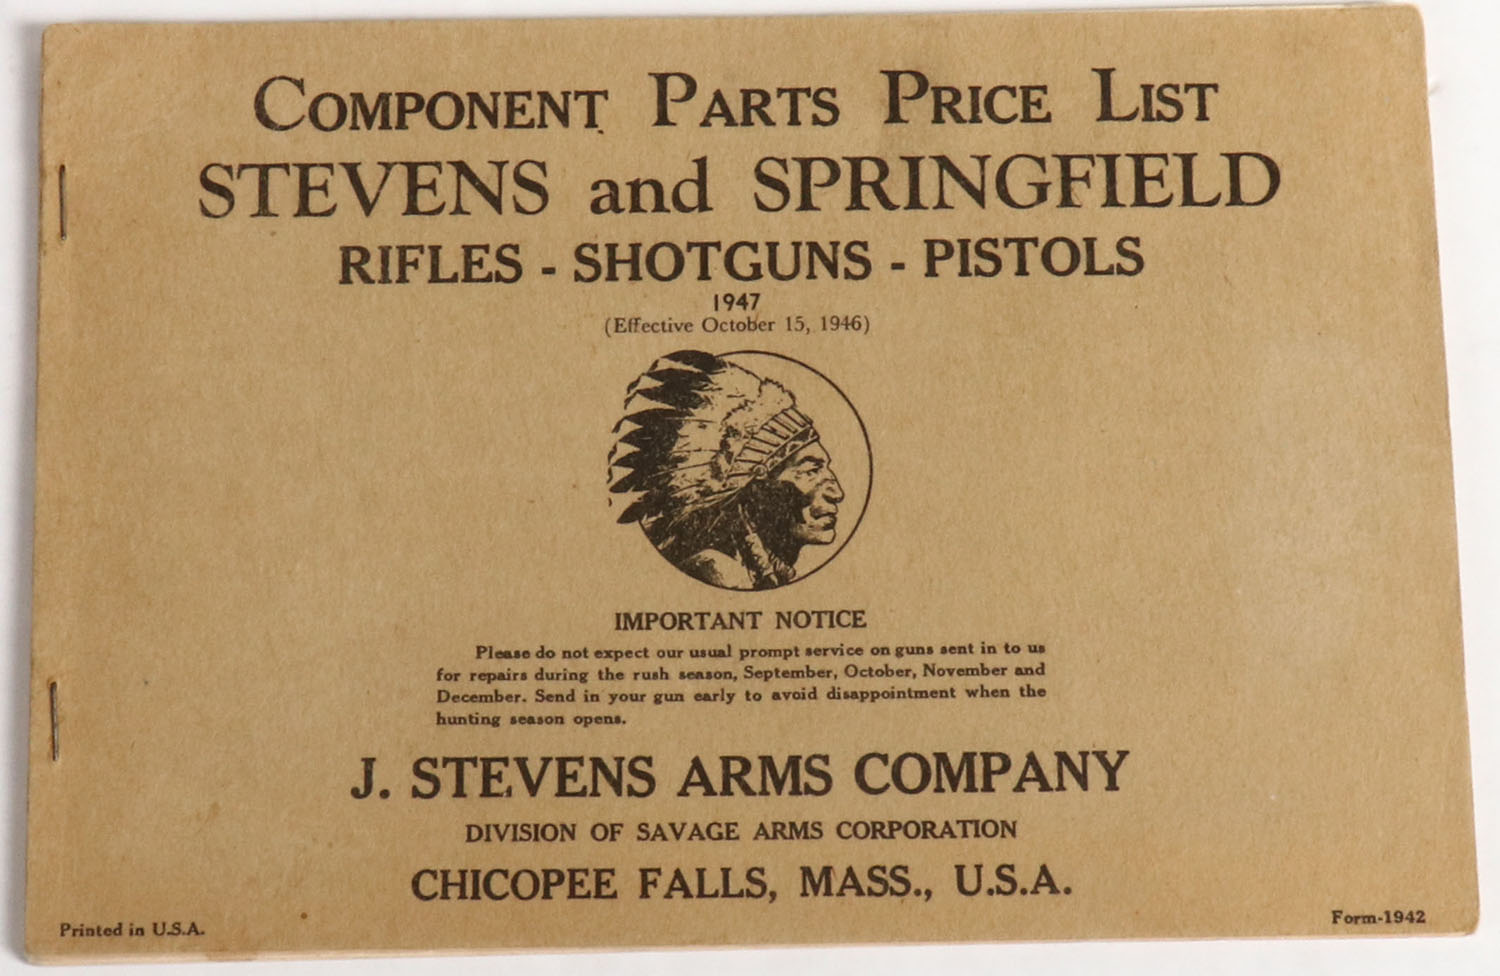 COMPONENT PARTS PRICE LIST
STEVENS and SPRINGFIELD
RIFLES - SHOTGUNS - PISTOLS
1947
(Effective October 15, 1946)
IMPORTANT NOTICE
Please do not expect our usual prompt service on guns sent in to us
for repairs during the rush season, September, October, November and
December. Send in your gun early to avoid disappointment when the
hunting season opens.
J. STEVENS ARMS COMPANY
DIVISION OF SAVAGE ARMS CORPORATION
CHICOPEE FALLS, MASS., U.S.A.
Printed in U.S.A.
Form-1942